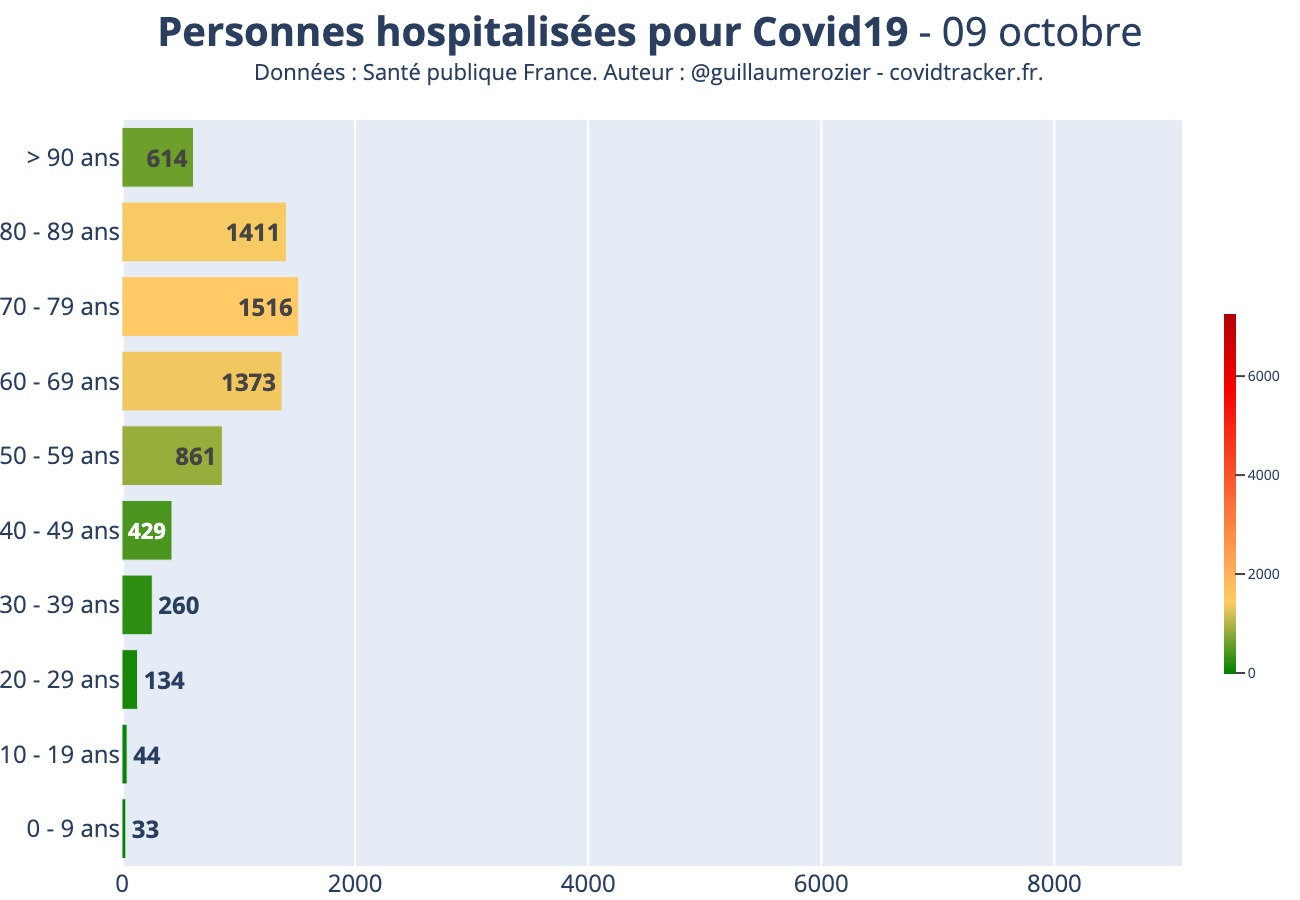 Personnes hospitalisées pour Covid19 - 09 octobre
Données : Santé publique France. Auteur : @guillaumerozier - covidtracker.fr.
> 90 ans 614
80 - 89 ans 1411
70 - 79 ans 1516
60 - 69 ans 1373
50 - 59 ans 861
40 - 49 ans 429
30 - 39 ans 260
20 - 29 ans 134
10 - 19 ans 44
0 - 9 ans 33
0 2000 4000 6000 8000
6000
4000
2000
0